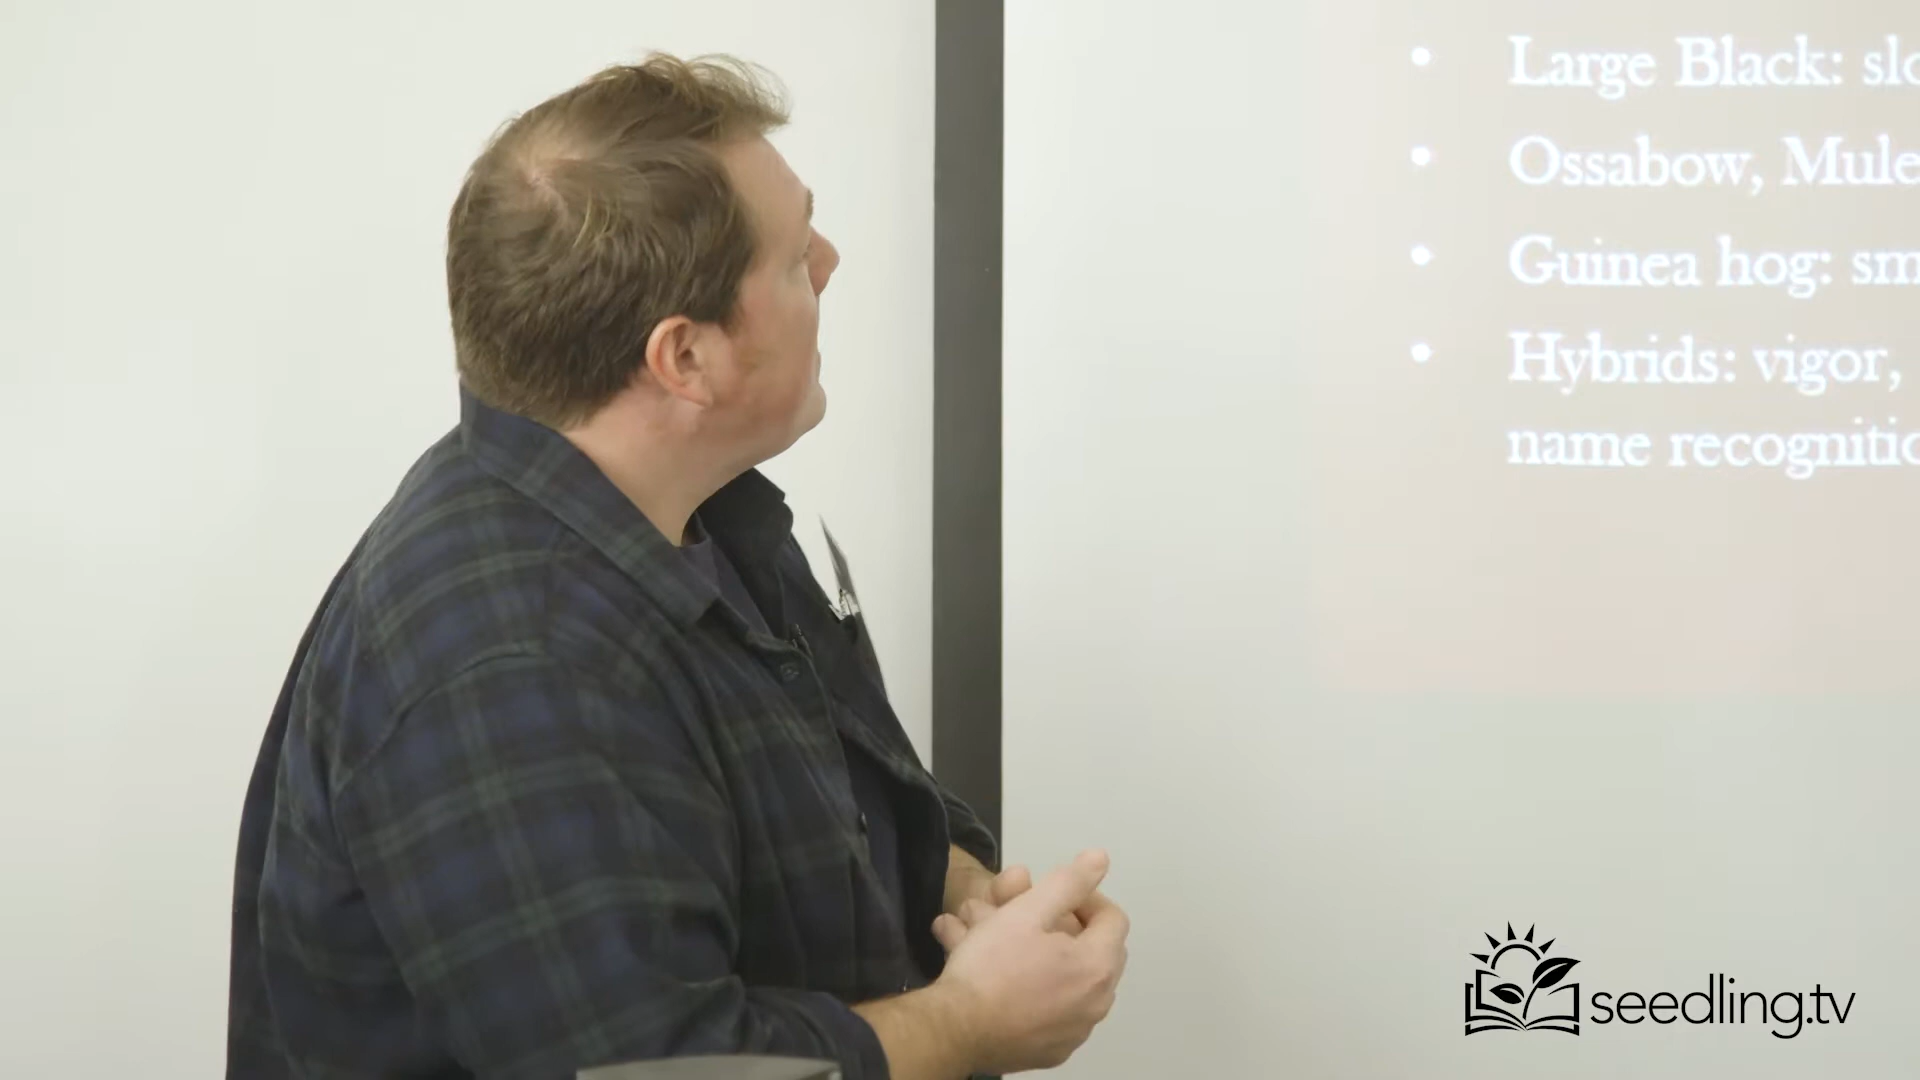 Large Black: slo
Ossabow, Mule
Guinea hog: sm
Hybrids: vigor,
name recognitio
seedling.tv